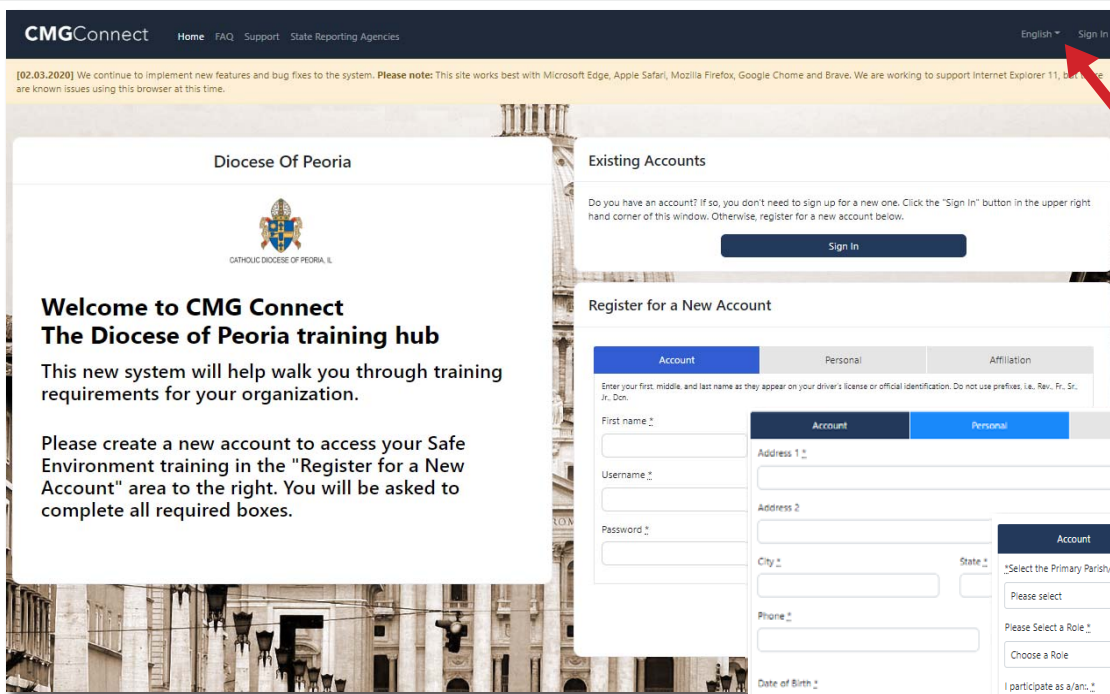 CMGConnect Home FAQ Support State Reporting Agencies English Sign In
[02.03.2020] We continue to implement new features and bug fixes to the system. Please note: This site works best with Microsoft Edge, Apple Safari, Mozilla Firefox, Google Chome and Brave. We are working to support Internet Explorer 11, but
are known issues using this browser at this time.
Diocese Of Peoria
CATHOLIC DIOCESE OF PEORIA, IL
Welcome to CMG Connect
The Diocese of Peoria training hub
This new system will help walk you through training
requirements for your organization.
Please create a new account to access your Safe
Environment training in the "Register for a New
Account" area to the right. You will be asked to
complete all required boxes.
Existing Accounts
Do you have an account? If so, you don't need to sign up for a new one. Click the "Sign In" button in the upper right
hand corner of this window. Otherwise, register for a new account below.
Sign In
Register for a New Account
Account Personal Affiliation
Enter your first, middle, and last name as they appear on your driver's license or official identification. Do not use prefixes, i.e., Rev., Fr., Sr.,
Jr., Dcn.
First name *
Username *
Password *
Account Personal
Address 1 *
Address 2
City * State *
Phone *
Date of Birth *
Account
*Select the Primary Parish/
Please select
Please Select a Role *
Choose a Role
I participate as a/an:. *